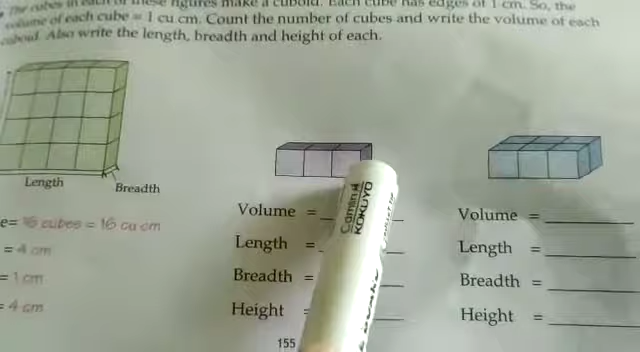 The cubes in each of these figures make a cuboid. Each cube has edges of 1 cm. So, the
volume of each cube = 1 cu cm. Count the number of cubes and write the volume of each
cuboid. Also write the length, breadth and height of each.
Length
Breadth
e= 16 cubes = 16 cu cm
= 4 cm
= 1 cm
= 4 cm
Volume =
Length =
Breadth =
Height =
Camlin
KOKUYO
Volume =
Length =
Breadth =
Height =
155